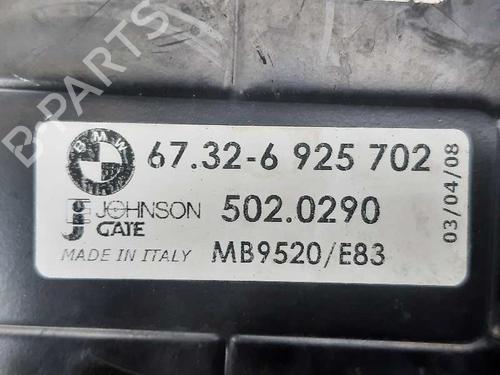 B PARTS
BMW
67.32-6 925 702
JOHNSON
GATE
502.0290
MADE IN ITALY
MB9520/E83
03/04/08